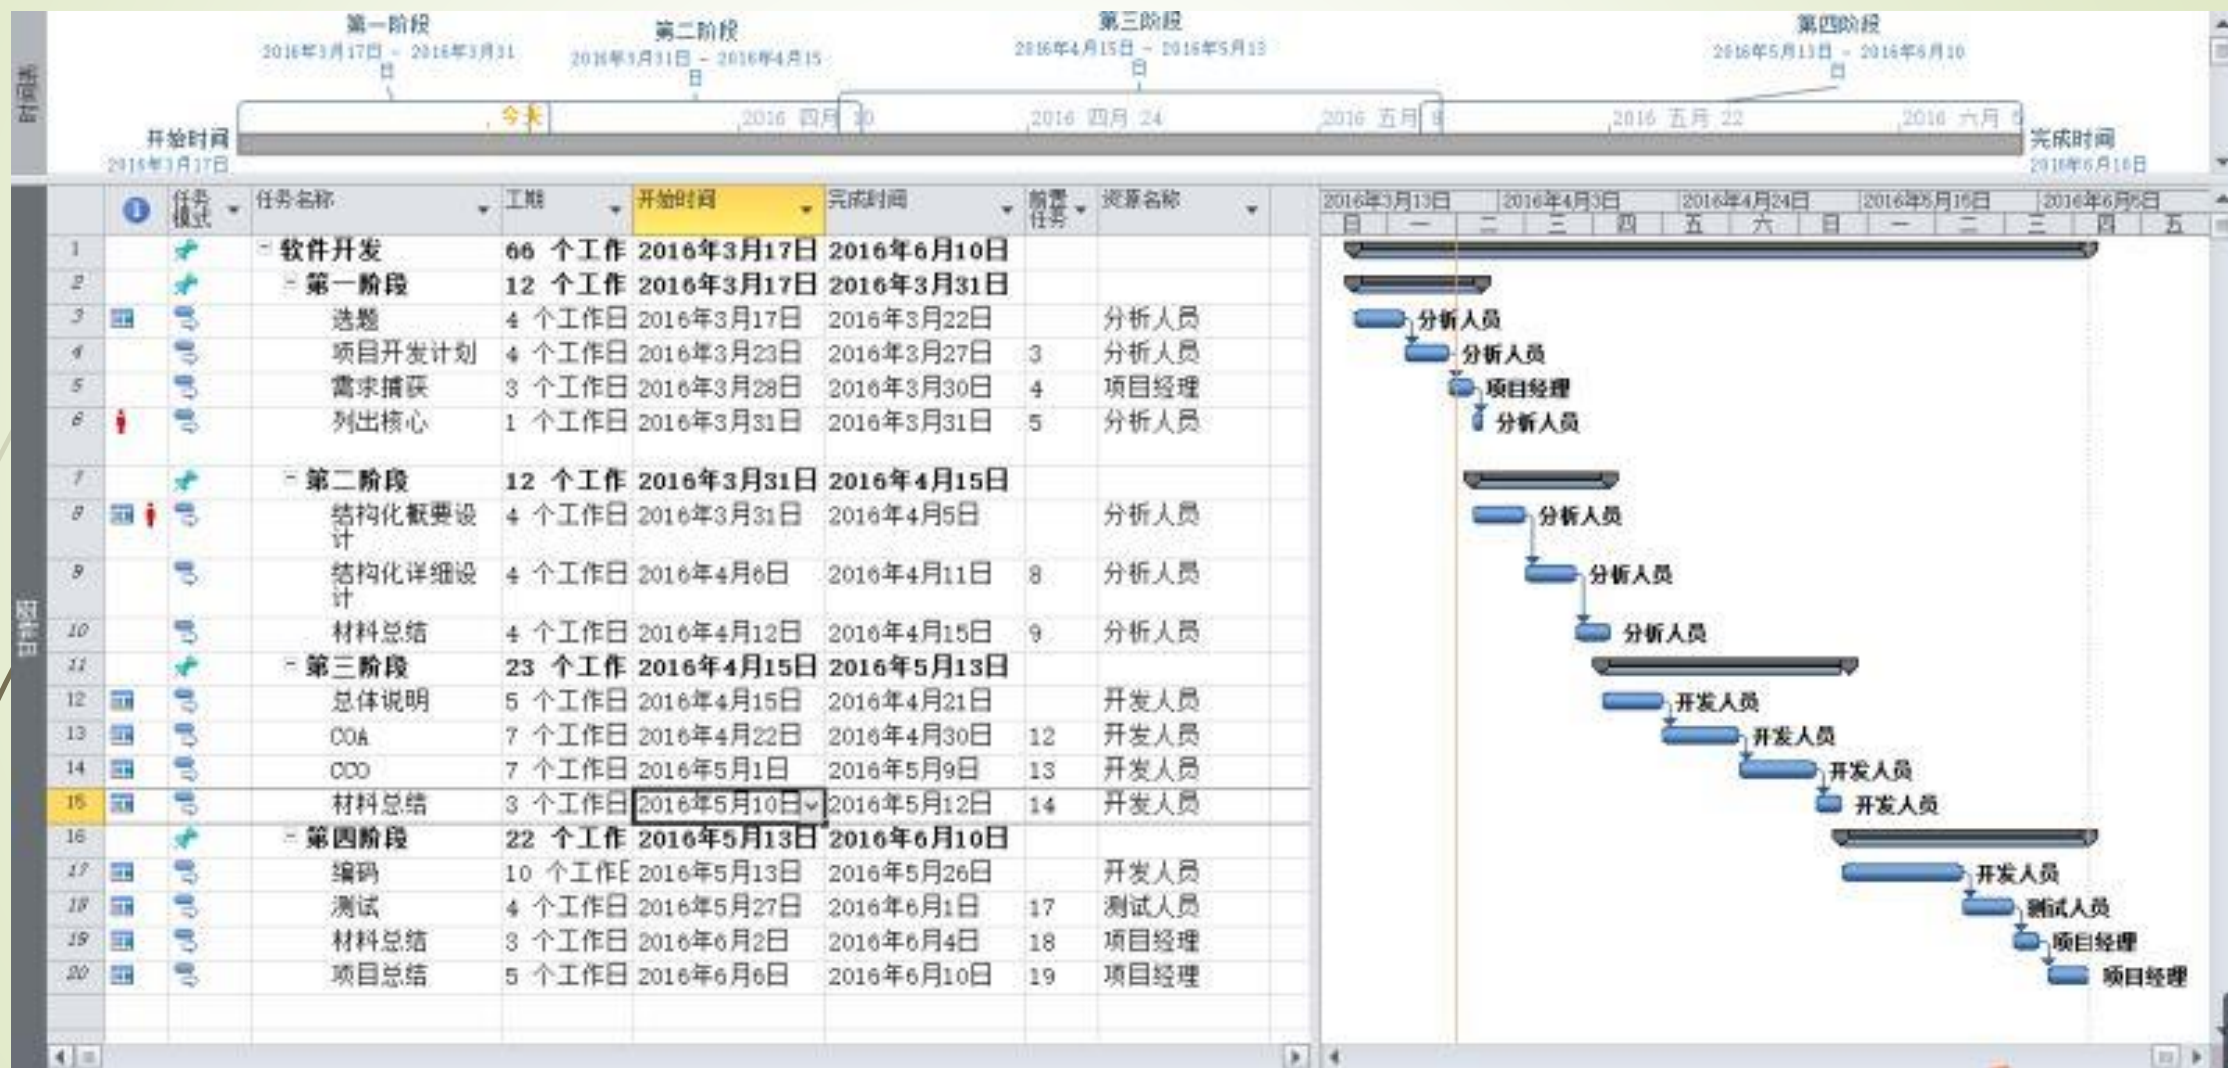 第一阶段
2016年3月17日 - 2016年3月31
日
第二阶段
2016年3月31日 - 2016年4月15
日
第三阶段
2016年4月15日 - 2016年5月13
日
第四阶段
2016年5月13日 - 2016年6月10
日
今天
2016 四月 10
2016 四月 24
2016 五月 8
2016 五月 22
2016 六月 5
开始时间
2016年3月17日
完成时间
2016年6月10日
任务模式 任务名称 工期 开始时间 完成时间 前置任务 资源名称
2016年3月13日 2016年4月3日 2016年4月24日 2016年5月15日 2016年6月5日
日 一 二 三 四 五 六 日 一 二 三 四 五
1 软件开发 66 个工作 2016年3月17日 2016年6月10日
2 第一阶段 12 个工作 2016年3月17日 2016年3月31日
3 选题 4 个工作日 2016年3月17日 2016年3月22日 分析人员 分析人员
4 项目开发计划 4 个工作日 2016年3月23日 2016年3月27日 3 分析人员 分析人员
5 需求捕获 3 个工作日 2016年3月28日 2016年3月30日 4 项目经理 项目经理
6 列出核心 1 个工作日 2016年3月31日 2016年3月31日 5 分析人员 分析人员
7 第二阶段 12 个工作 2016年3月31日 2016年4月15日
8 结构化概要设 4 个工作日 2016年3月31日 2016年4月5日 分析人员 分析人员
计
9 结构化详细设 4 个工作日 2016年4月6日 2016年4月11日 8 分析人员 分析人员
计
10 材料总结 4 个工作日 2016年4月12日 2016年4月15日 9 分析人员 分析人员
11 第三阶段 23 个工作 2016年4月15日 2016年5月13日
12 总体说明 5 个工作日 2016年4月15日 2016年4月21日 开发人员 开发人员
13 COA 7 个工作日 2016年4月22日 2016年4月30日 12 开发人员 开发人员
14 CCO 7 个工作日 2016年5月1日 2016年5月9日 13 开发人员 开发人员
15 材料总结 3 个工作日 2016年5月10日 2016年5月12日 14 开发人员 开发人员
16 第四阶段 22 个工作 2016年5月13日 2016年6月10日
17 编码 10 个工作日 2016年5月13日 2016年5月26日 开发人员 开发人员
18 测试 4 个工作日 2016年5月27日 2016年6月1日 17 测试人员 测试人员
19 材料总结 3 个工作日 2016年6月2日 2016年6月4日 18 项目经理 项目经理
20 项目总结 5 个工作日 2016年6月6日 2016年6月10日 19 项目经理 项目经理